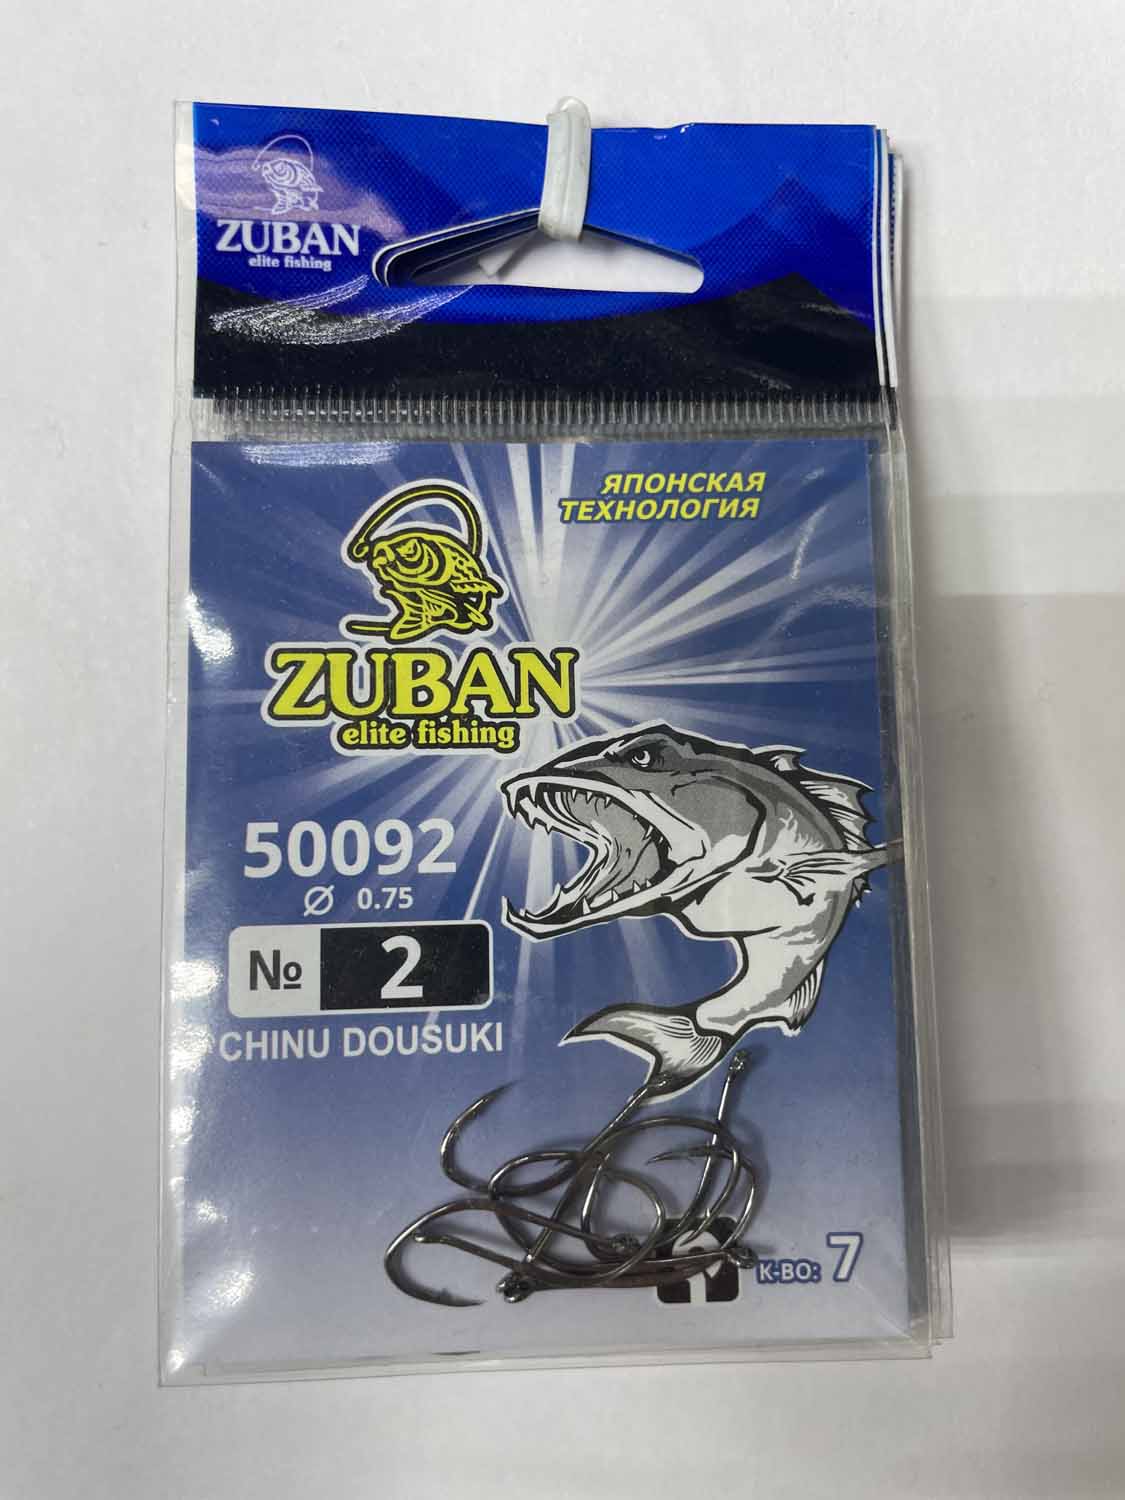 ZUBAN
elite fishing
ЯПОНСКАЯ
ТЕХНОЛОГИЯ
ZUBAN
elite fishing
50092
Ø 0.75
№ 2
CHINU DOUSUKI
К-ВО: 7